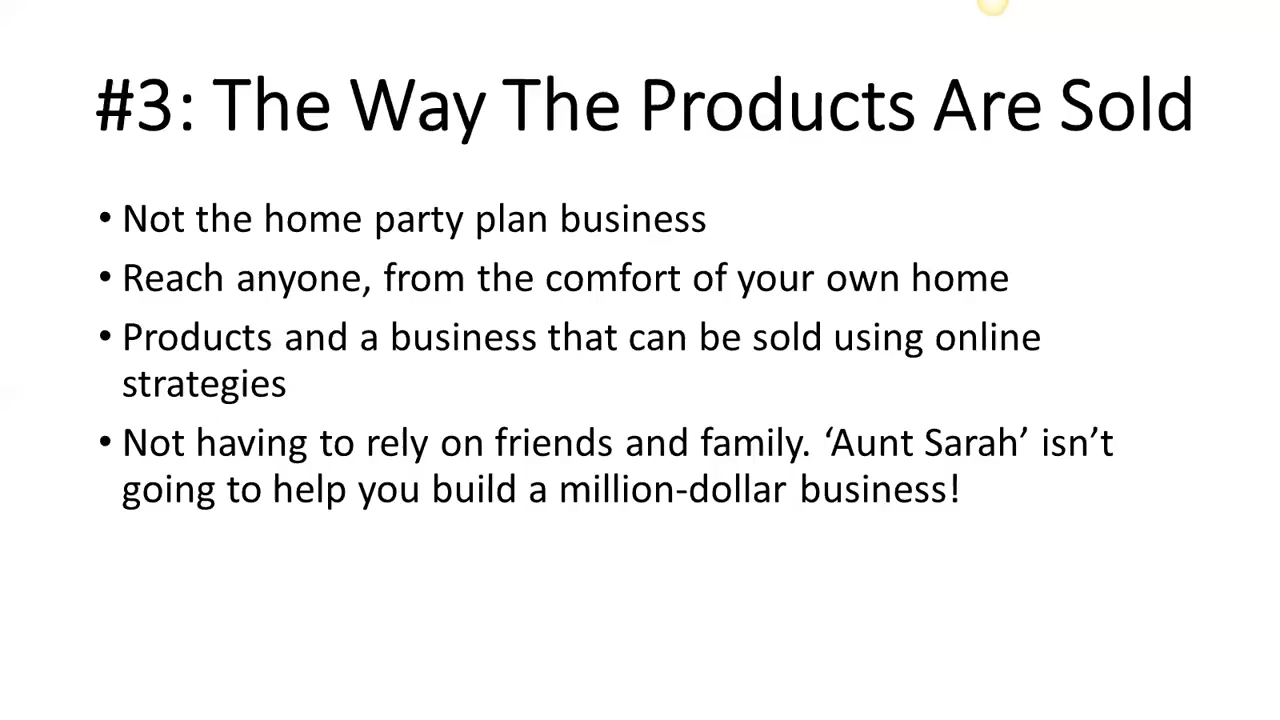 #3: The Way The Products Are Sold
• Not the home party plan business
• Reach anyone, from the comfort of your own home
• Products and a business that can be sold using online
strategies
• Not having to rely on friends and family. ‘Aunt Sarah’ isn’t
going to help you build a million-dollar business!